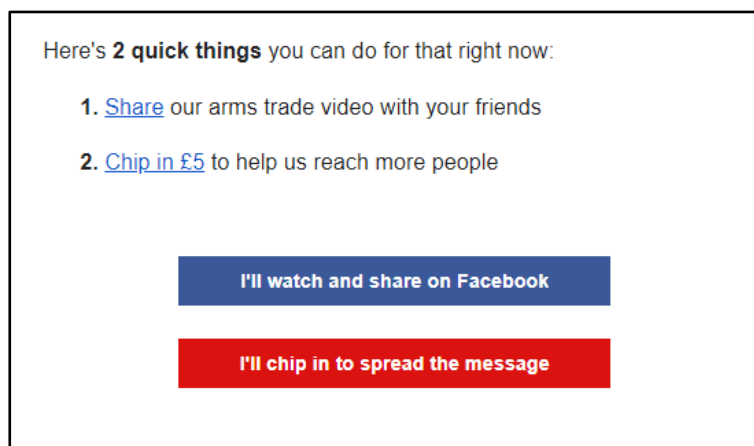 Here's 2 quick things you can do for that right now:
1. Share our arms trade video with your friends
2. Chip in £5 to help us reach more people
I'll watch and share on Facebook
I'll chip in to spread the message